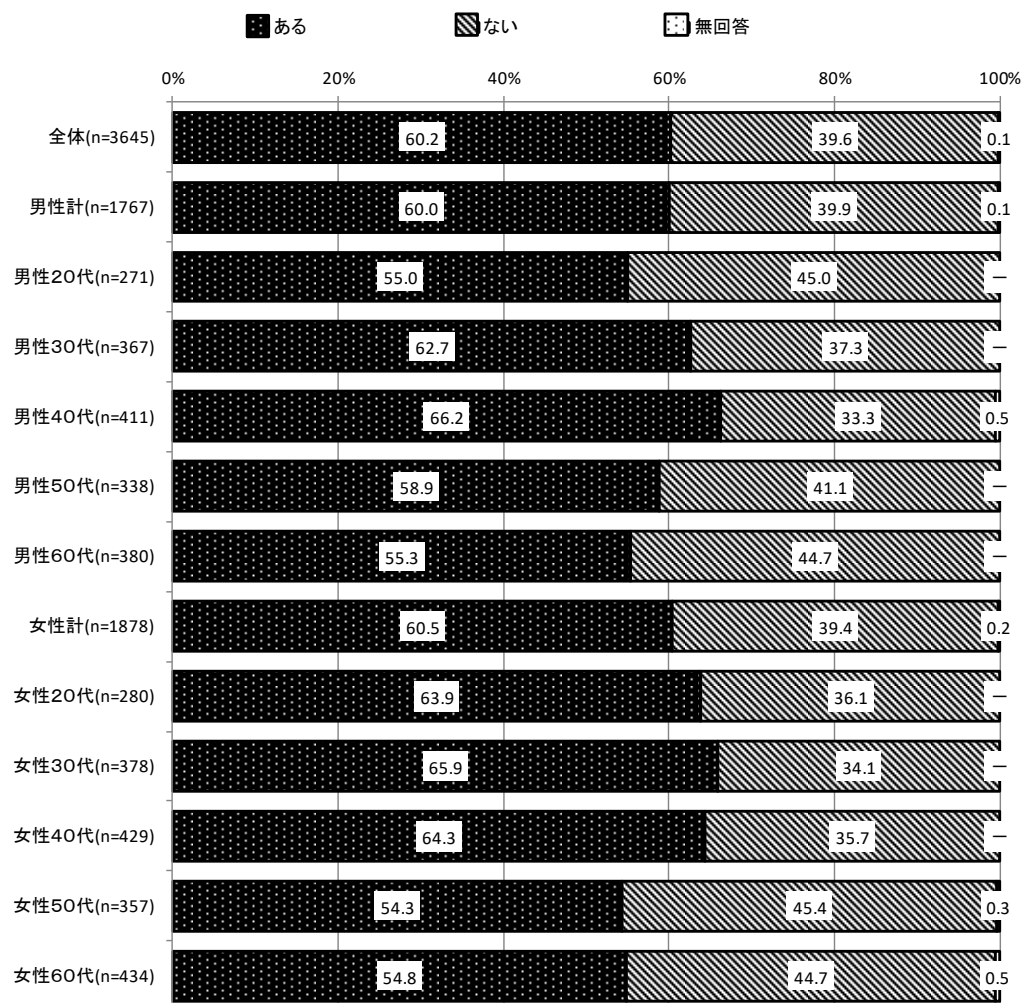 ある ない 無回答
0% 20% 40% 60% 80% 100%
全体(n=3645) 60.2 39.6 0.1
男性計(n=1767) 60.0 39.9 0.1
男性20代(n=271) 55.0 45.0 －
男性30代(n=367) 62.7 37.3 －
男性40代(n=411) 66.2 33.3 0.5
男性50代(n=338) 58.9 41.1 －
男性60代(n=380) 55.3 44.7 －
女性計(n=1878) 60.5 39.4 0.2
女性20代(n=280) 63.9 36.1 －
女性30代(n=378) 65.9 34.1 －
女性40代(n=429) 64.3 35.7 －
女性50代(n=357) 54.3 45.4 0.3
女性60代(n=434) 54.8 44.7 0.5